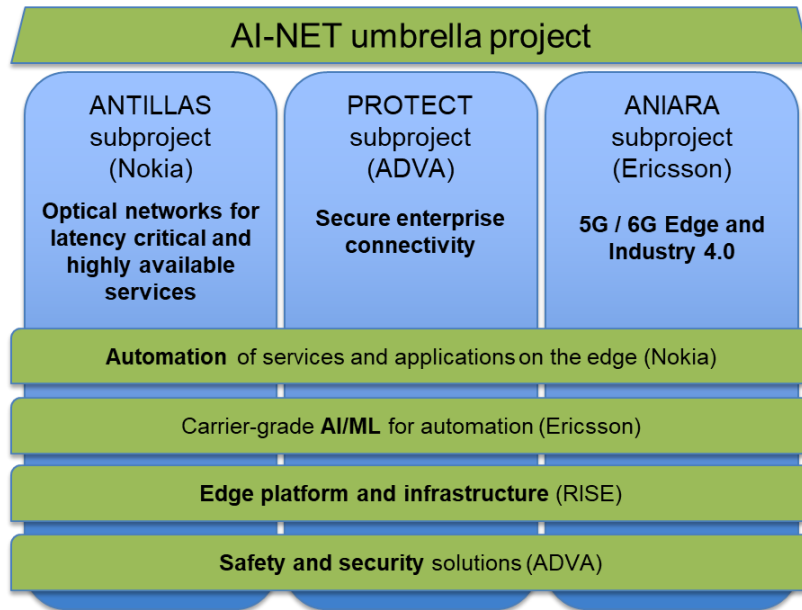 AI-NET umbrella project
ANTILLAS
subproject
(Nokia)
Optical networks for
latency critical and
highly available
services
PROTECT
subproject
(ADVA)
Secure enterprise
connectivity
ANIARA
subproject
(Ericsson)
5G / 6G Edge and
Industry 4.0
Automation of services and applications on the edge (Nokia)
Carrier-grade AI/ML for automation (Ericsson)
Edge platform and infrastructure (RISE)
Safety and security solutions (ADVA)